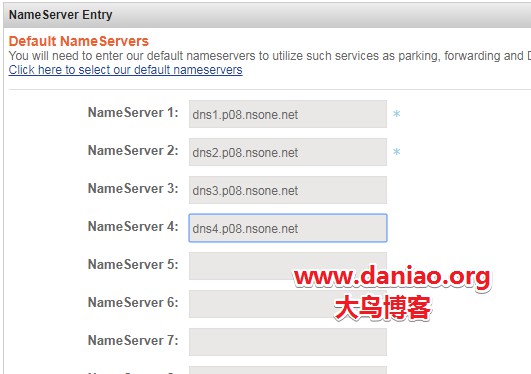 NameServer Entry
Default NameServers
You will need to enter our default nameservers to utilize such services as parking, forwarding and D
Click here to select our default nameservers
NameServer 1: dns1.p08.nsone.net *
NameServer 2: dns2.p08.nsone.net *
NameServer 3: dns3.p08.nsone.net
NameServer 4: dns4.p08.nsone.net
NameServer 5:
NameServer 6:
NameServer 7:
www.daniao.org
大鸟博客